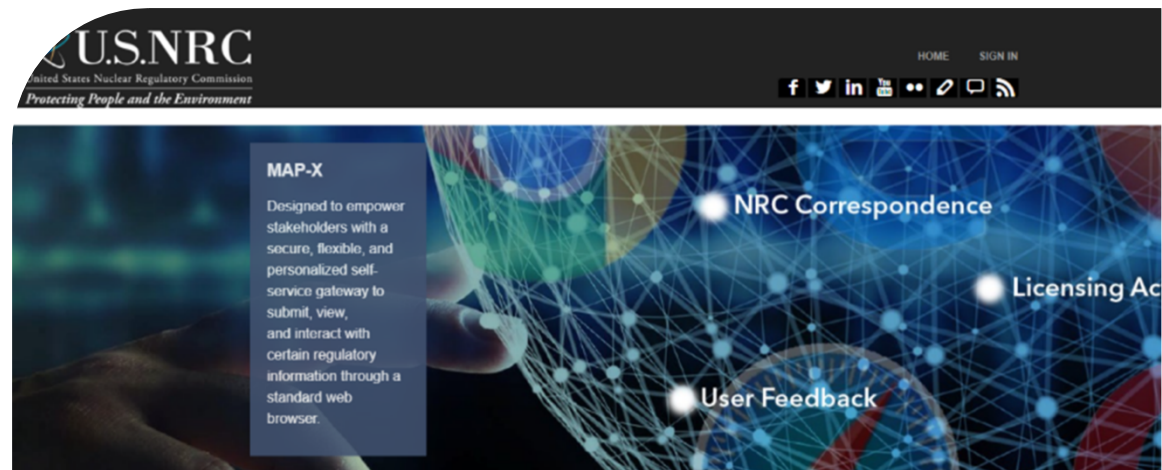 U.S.NRC
United States Nuclear Regulatory Commission
Protecting People and the Environment
HOME SIGN IN
MAP-X
Designed to empower
stakeholders with a
secure, flexible, and
personalized self-
service gateway to
submit, view,
and interact with
certain regulatory
information through a
standard web
browser.
NRC Correspondence
Licensing Ac
User Feedback